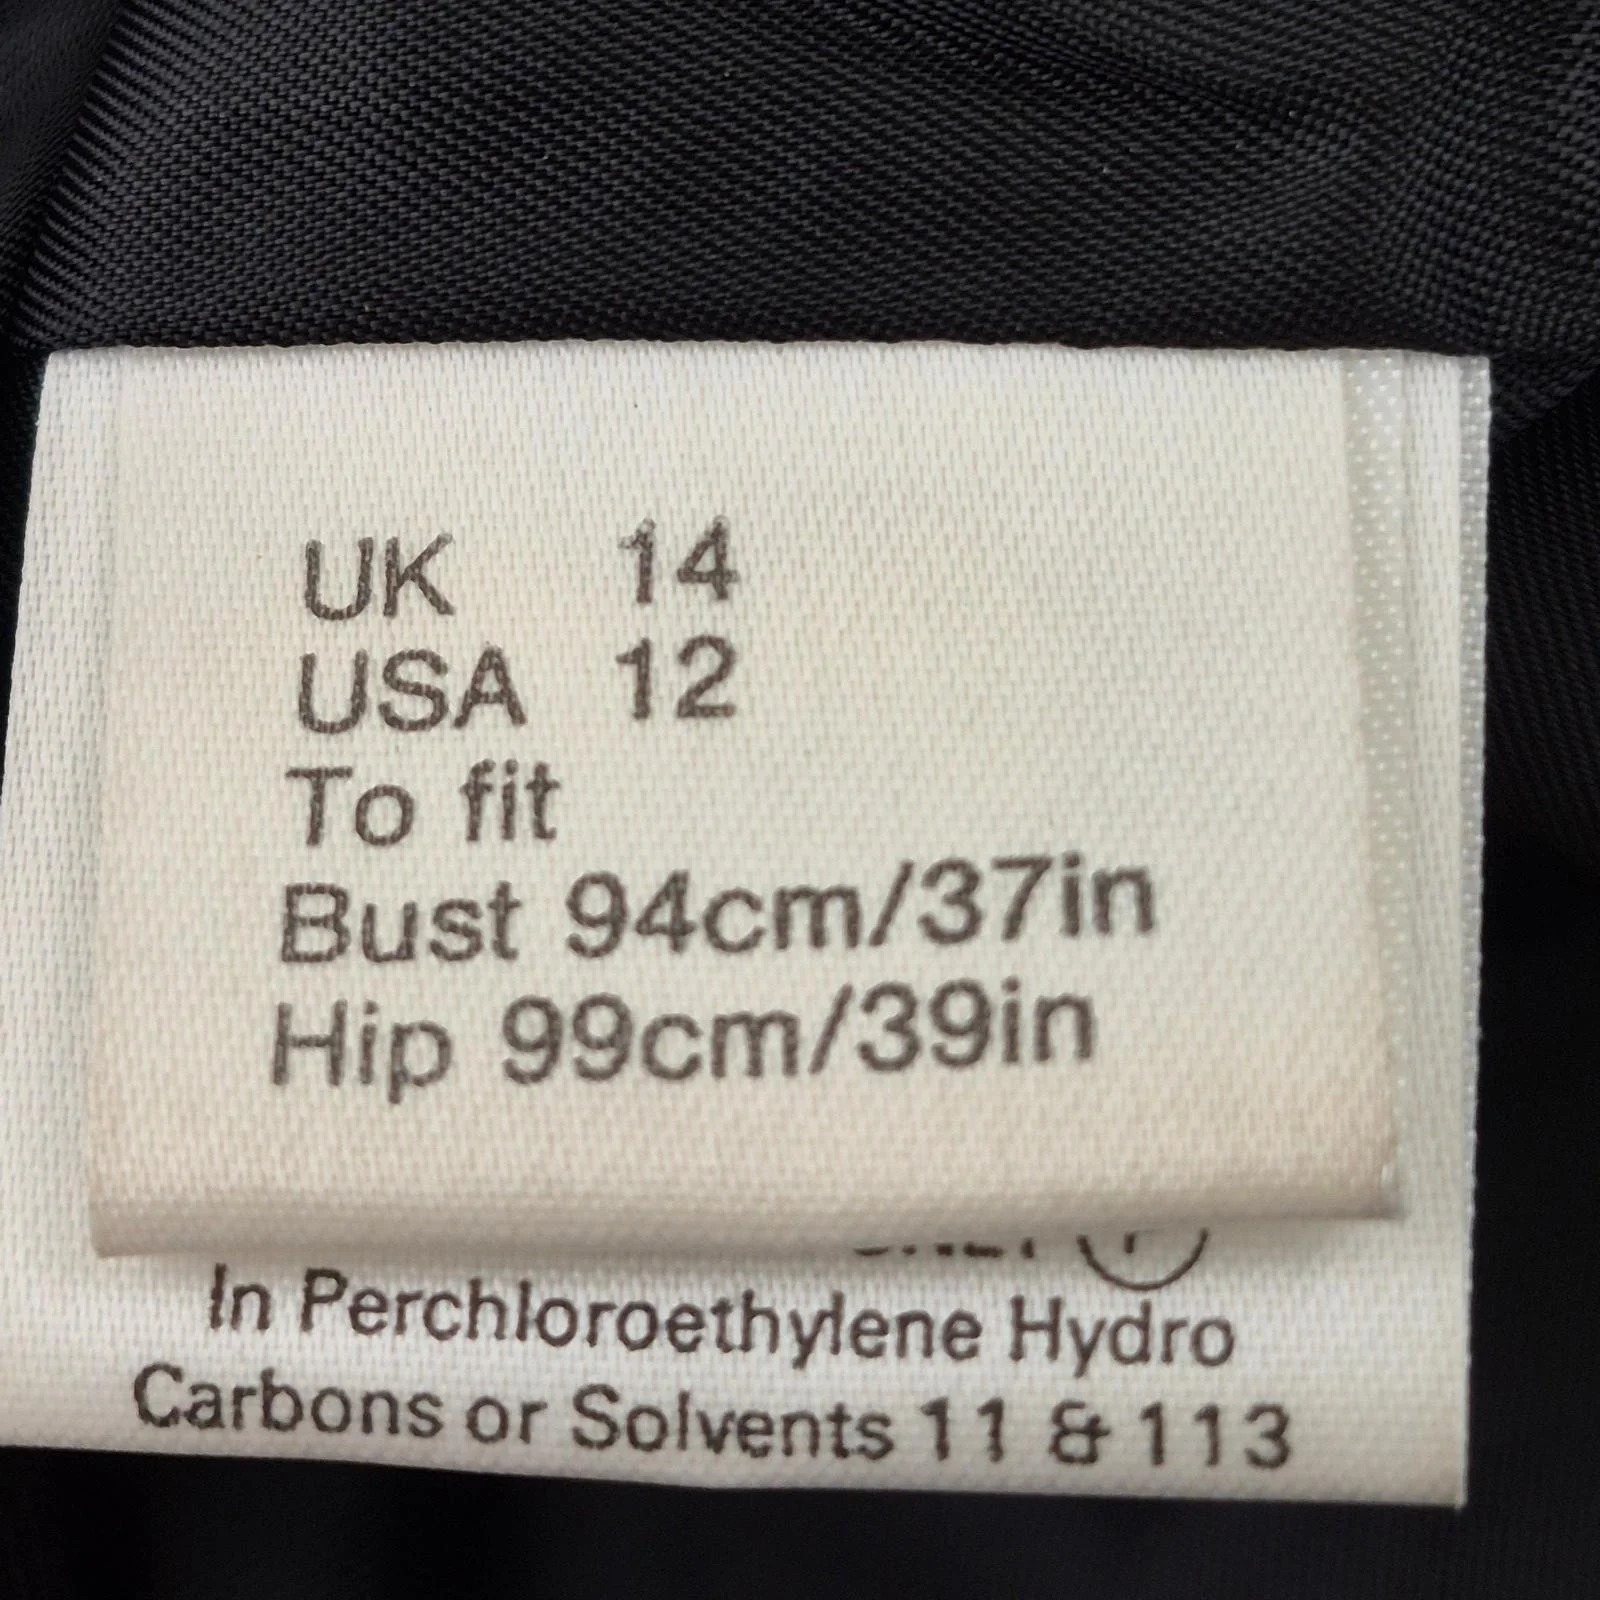 UK 14
USA 12
To fit
Bust 94cm/37in
Hip 99cm/39in
In Perchloroethylene Hydro
Carbons or Solvents 11 & 113